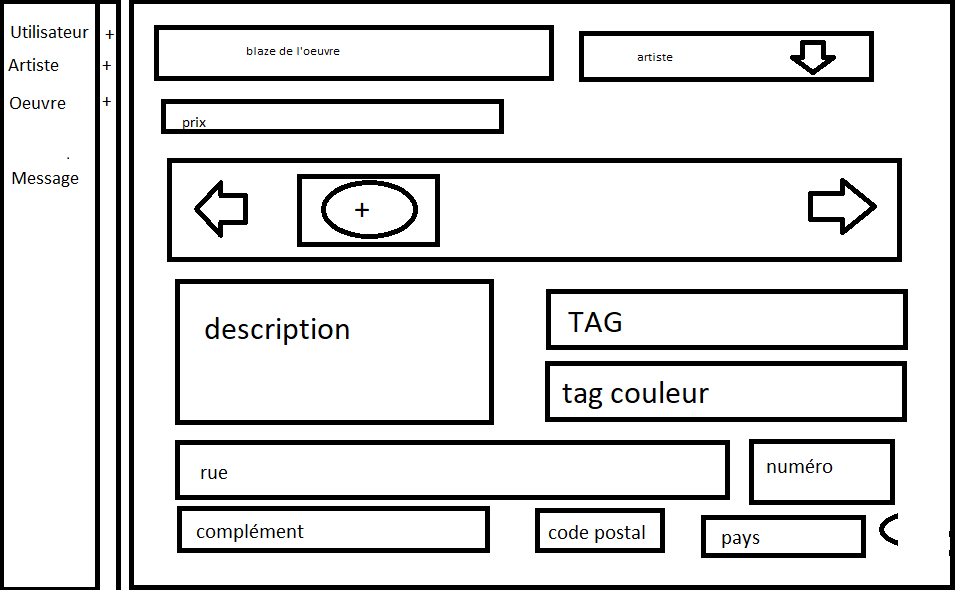 Utilisateur +
Artiste +
Oeuvre +
.
Message
blaze de l'oeuvre
artiste
prix
+
description
TAG
tag couleur
rue
numéro
complément
code postal
pays